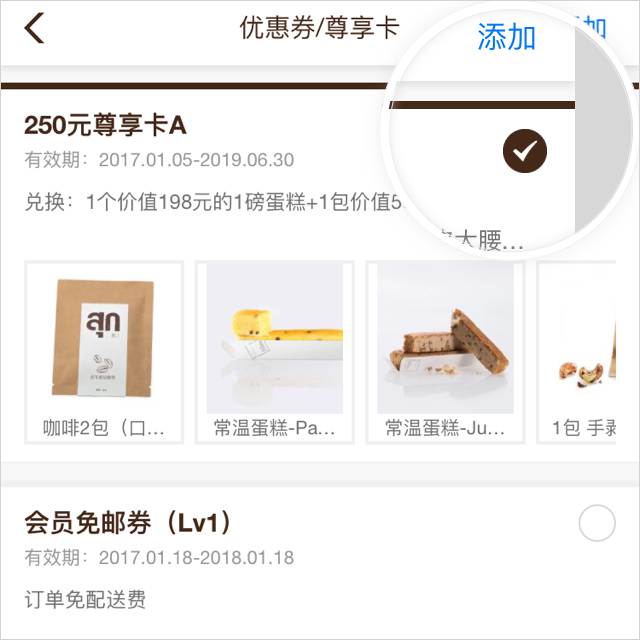 优惠券/尊享卡
添加
加
250元尊享卡A
有效期：2017.01.05-2019.06.30
兑换：1个价值198元的1磅蛋糕+1包价值5
大腰...
สุก
咖啡2包（口...
常温蛋糕-Pa...
常温蛋糕-Ju...
1包 手剥
会员免邮券（Lv1）
有效期：2017.01.18-2018.01.18
订单免配送费